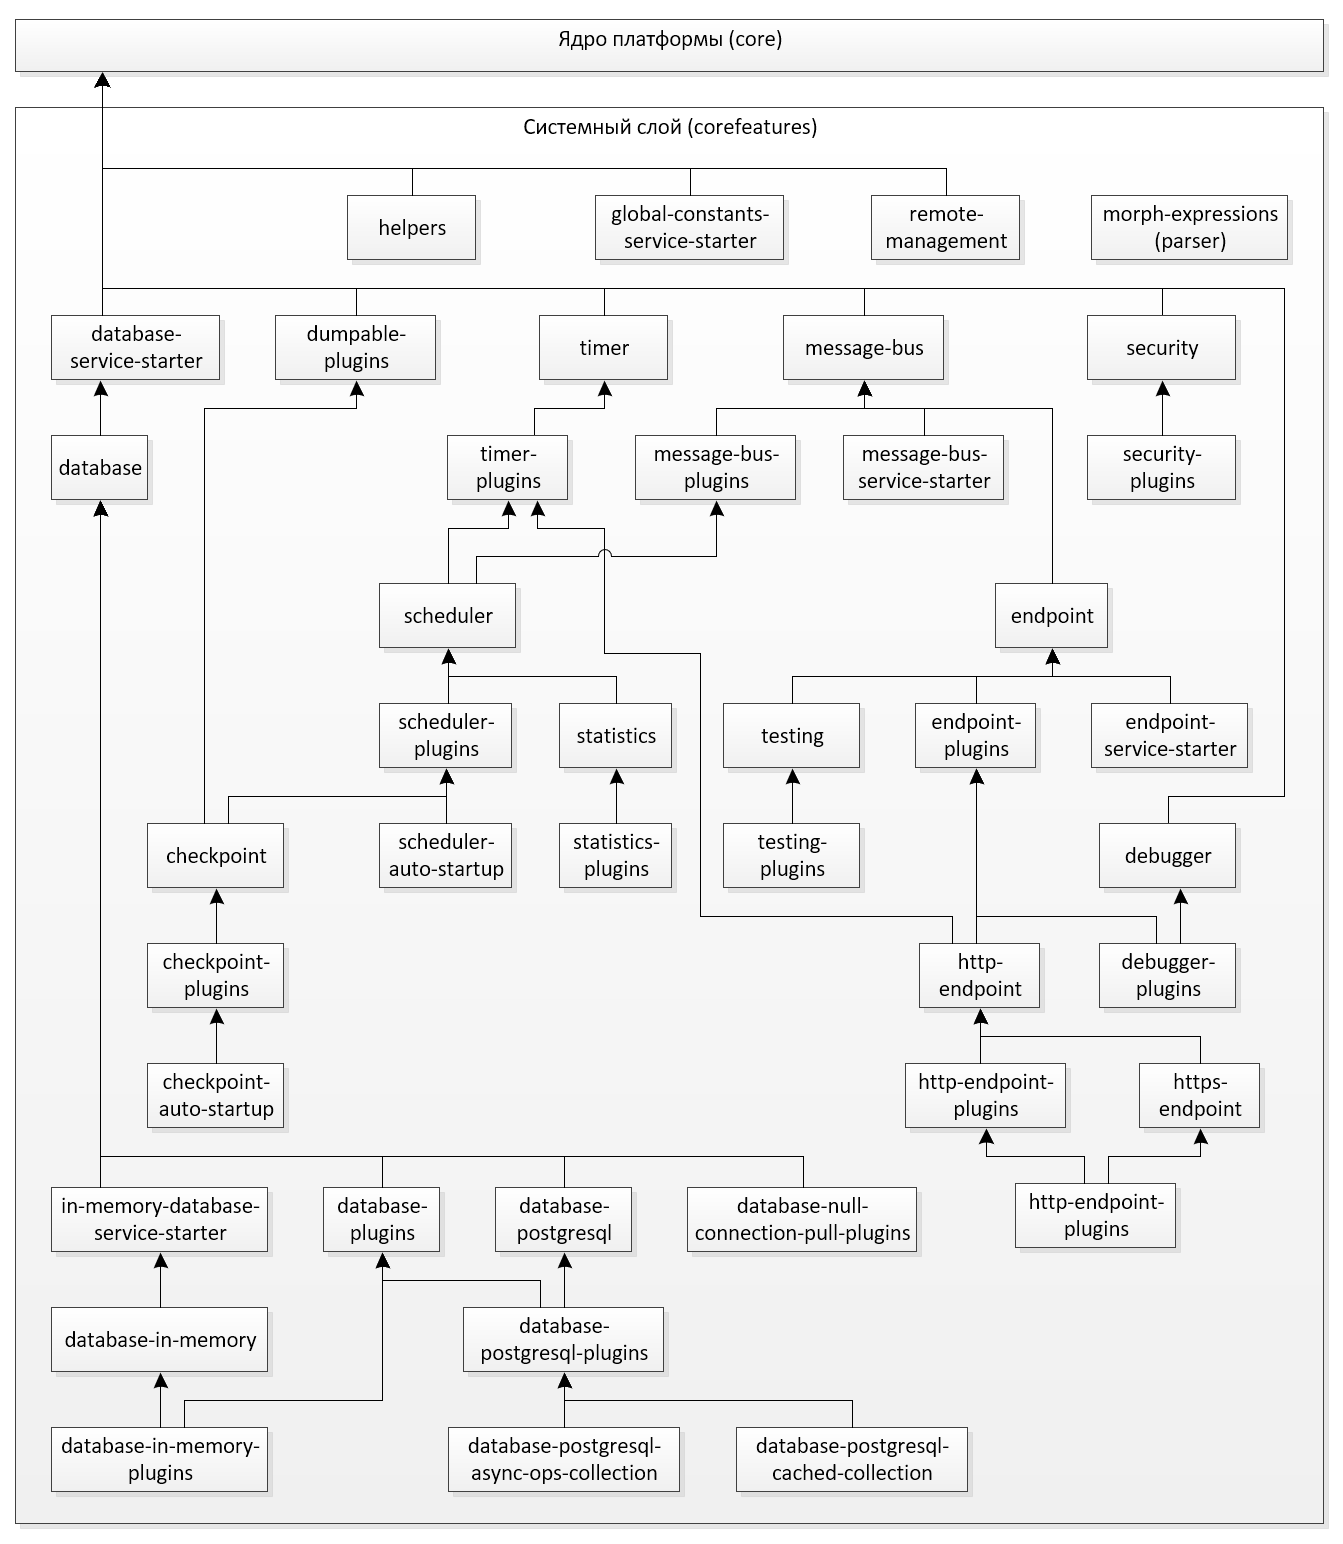 Ядро платформы (core)
Системный слой (corefeatures)
helpers
global-constants-
service-starter
remote-
management
morph-expressions
(parser)
database-
service-starter
dumpable-
plugins
timer
message-bus
security
database
timer-
plugins
message-bus-
plugins
message-bus-
service-starter
security-
plugins
scheduler
endpoint
scheduler-
plugins
statistics
testing
endpoint-
plugins
endpoint-
service-starter
checkpoint
scheduler-
auto-startup
statistics-
plugins
testing-
plugins
debugger
checkpoint-
plugins
http-
endpoint
debugger-
plugins
checkpoint-
auto-startup
http-endpoint-
plugins
https-
endpoint
in-memory-database-
service-starter
database-
plugins
database-
postgresql
database-null-
connection-pull-plugins
http-endpoint-
plugins
database-in-memory
database-
postgresql-plugins
database-in-memory-
plugins
database-postgresql-
async-ops-collection
database-postgresql-
cached-collection